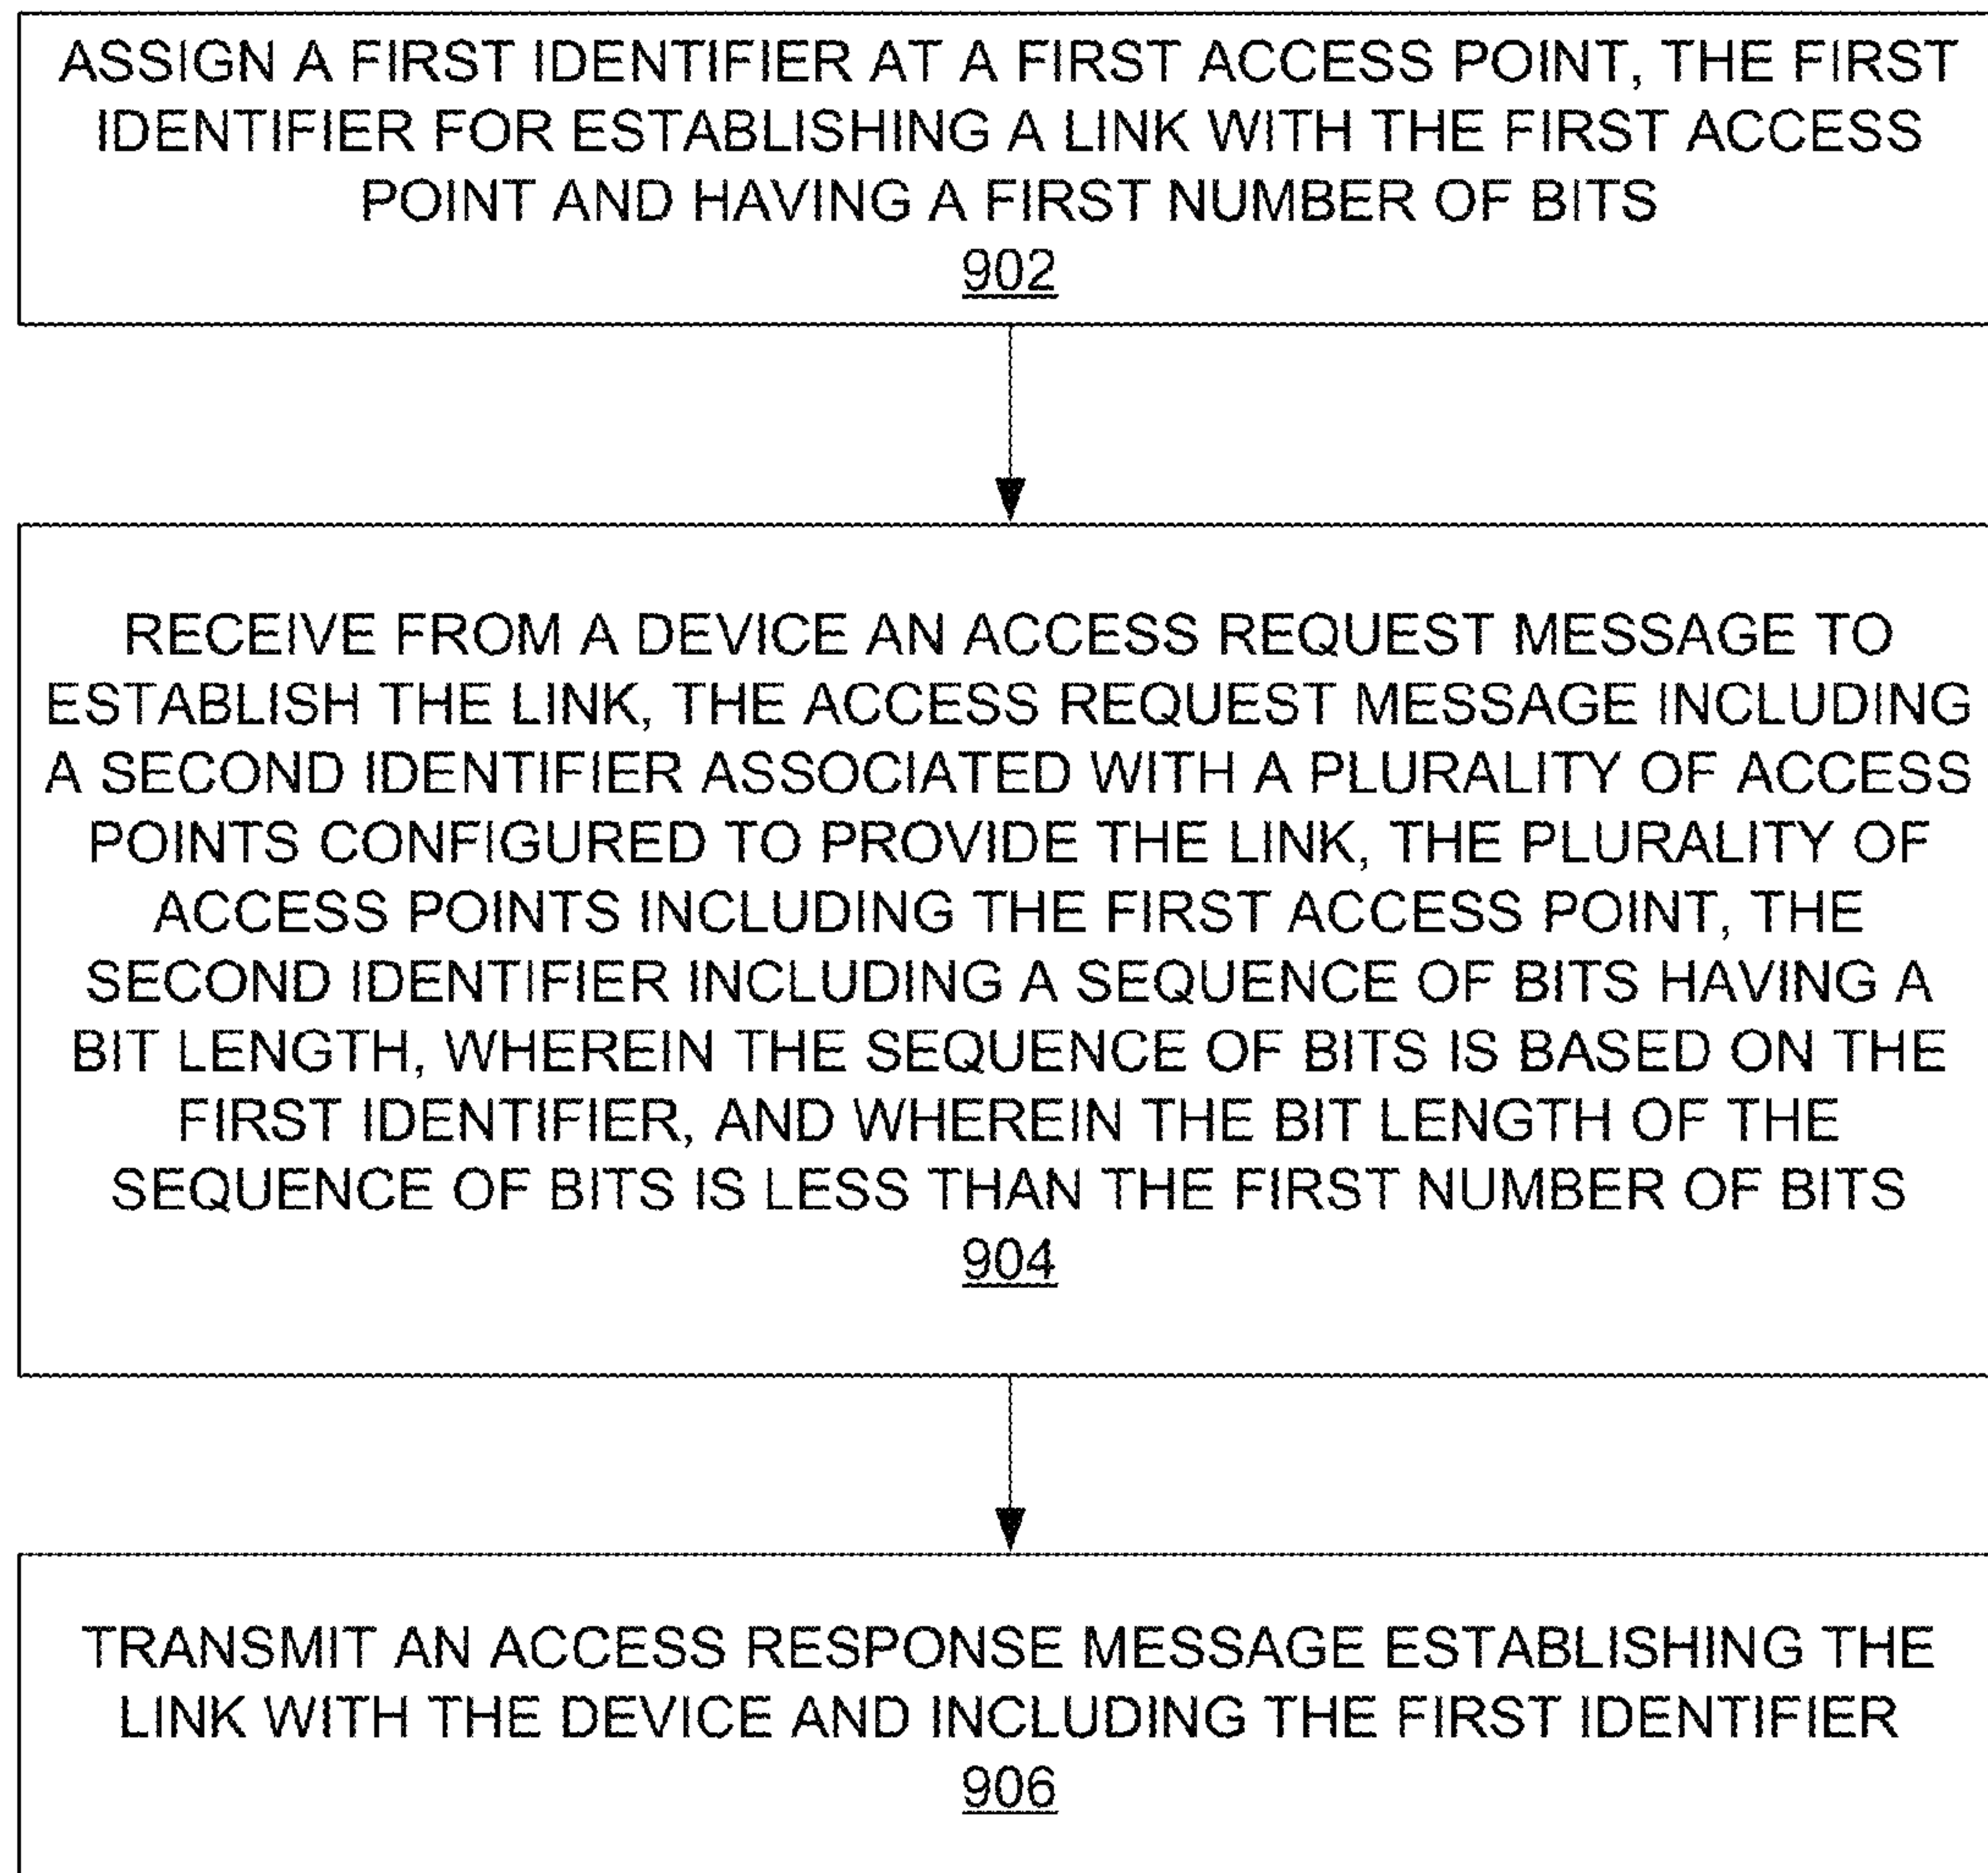 ASSIGN A FIRST IDENTIFIER AT A FIRST ACCESS POINT, THE FIRST
IDENTIFIER FOR ESTABLISHING A LINK WITH THE FIRST ACCESS
POINT AND HAVING A FIRST NUMBER OF BITS
902
RECEIVE FROM A DEVICE AN ACCESS REQUEST MESSAGE TO
ESTABLISH THE LINK, THE ACCESS REQUEST MESSAGE INCLUDING
A SECOND IDENTIFIER ASSOCIATED WITH A PLURALITY OF ACCESS
POINTS CONFIGURED TO PROVIDE THE LINK, THE PLURALITY OF
ACCESS POINTS INCLUDING THE FIRST ACCESS POINT, THE
SECOND IDENTIFIER INCLUDING A SEQUENCE OF BITS HAVING A
BIT LENGTH, WHEREIN THE SEQUENCE OF BITS IS BASED ON THE
FIRST IDENTIFIER, AND WHEREIN THE BIT LENGTH OF THE
SEQUENCE OF BITS IS LESS THAN THE FIRST NUMBER OF BITS
904
TRANSMIT AN ACCESS RESPONSE MESSAGE ESTABLISHING THE
LINK WITH THE DEVICE AND INCLUDING THE FIRST IDENTIFIER
906